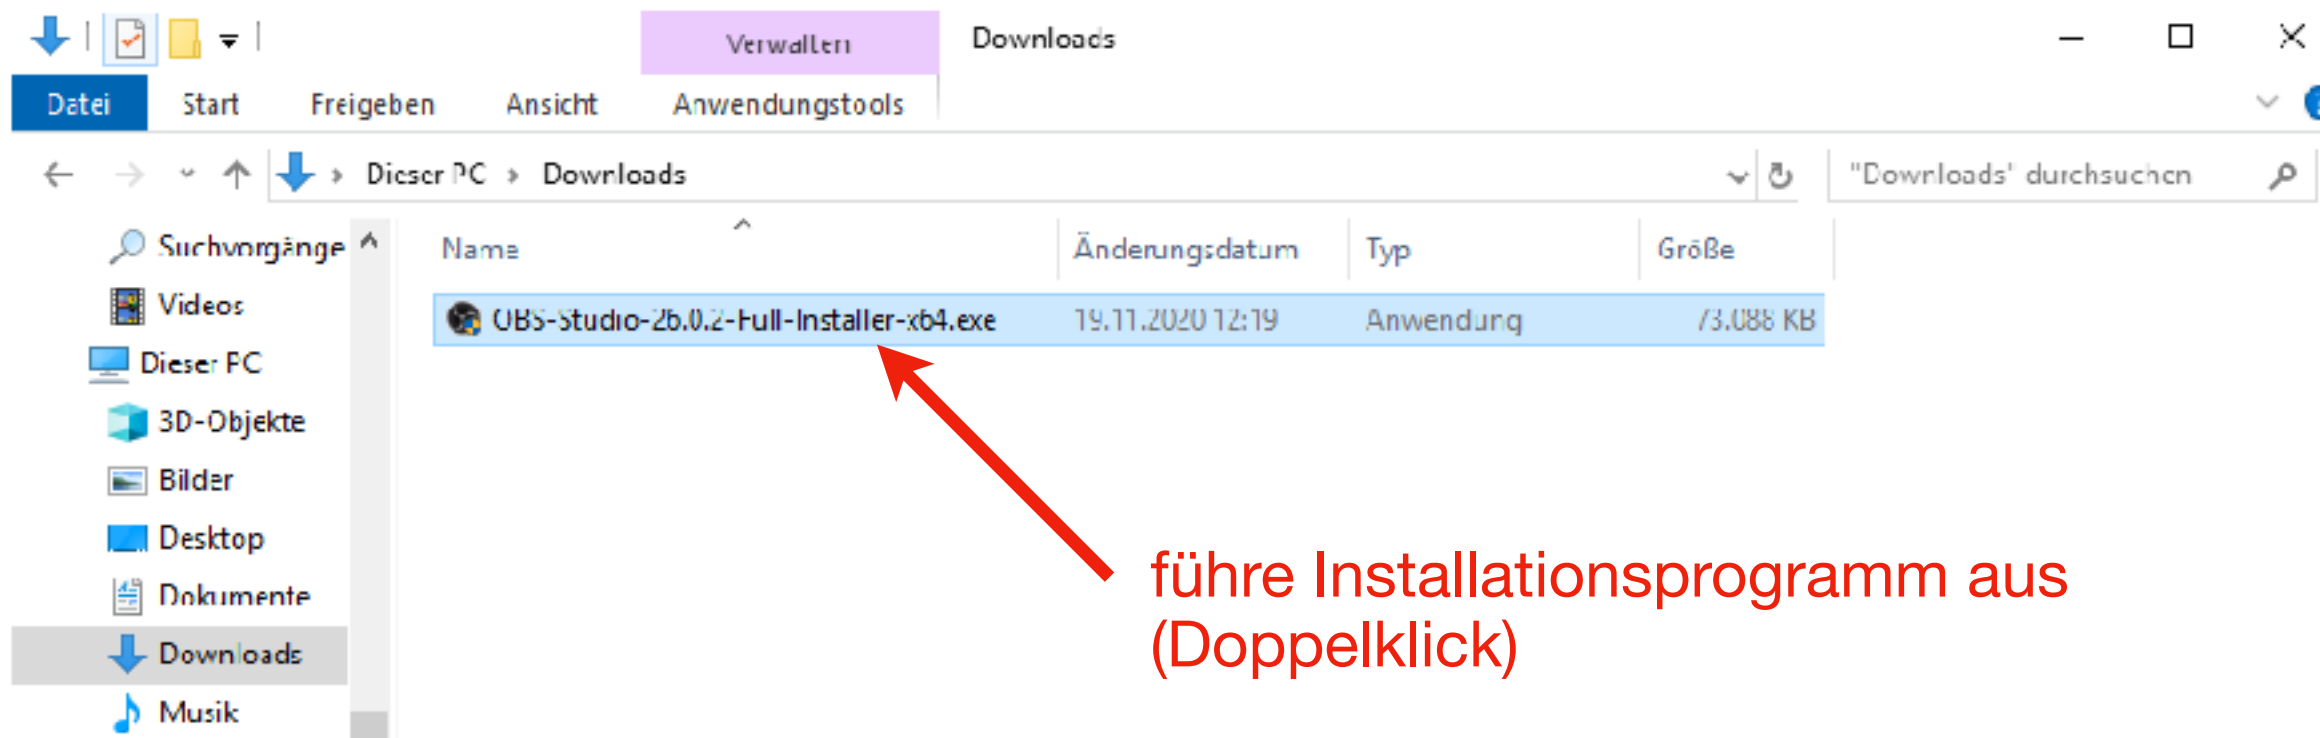 Verwalten
Downloads
Datei Start Freigeben Ansicht Anwendungstools
Dieser PC Downloads "Downloads" durchsuchen
Suchvorgänge
Name Änderungsdatum Typ Größe
Videos
OBS-Studio-26.0.2-Full-Installer-x64.exe 19.11.2020 12:19 Anwendung 73.088 KB
Dieser PC
3D-Objekte
Bilder
Desktop
Dokumente
Downloads
Musik
führe Installationsprogramm aus
(Doppelklick)